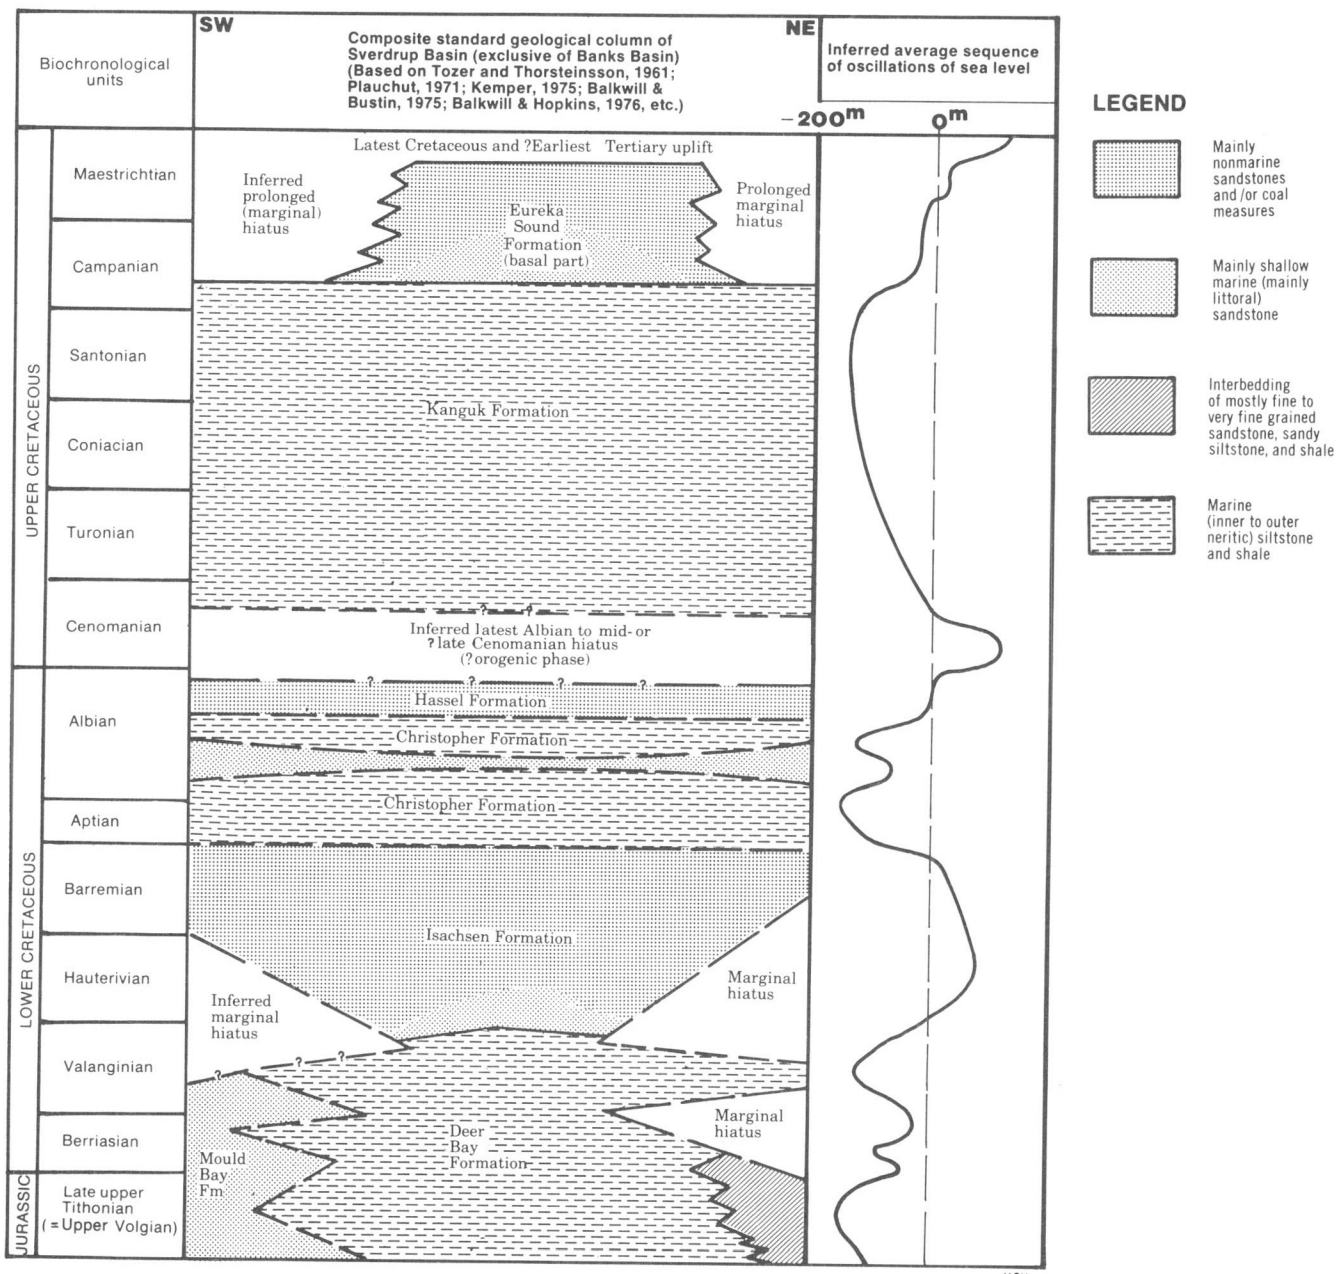 Biochronological
units
SW
NE
Composite standard geological column of
Sverdrup Basin (exclusive of Banks Basin)
(Based on Tozer and Thorsteinsson, 1961;
Plauchut, 1971; Kemper, 1975; Balkwill &
Bustin, 1975; Balkwill & Hopkins, 1976, etc.)
Inferred average sequence
of oscillations of sea level
−200m
0m
UPPER CRETACEOUS
Maestrichtian
Campanian
Santonian
Coniacian
Turonian
Cenomanian
LOWER CRETACEOUS
Albian
Aptian
Barremian
Hauterivian
Valanginian
Berriasian
JURASSIC
Late upper
Tithonian
(=Upper Volgian)
Latest Cretaceous and ?Earliest Tertiary uplift
Inferred
prolonged
(marginal)
hiatus
Eureka
Sound
Formation
(basal part)
Prolonged
marginal
hiatus
Kanguk Formation
? ?
Inferred latest Albian to mid- or
?late Cenomanian hiatus
(?orogenic phase)
? ? ? ?
Hassel Formation
Christopher Formation
Christopher Formation
Isachsen Formation
Inferred
marginal
hiatus
Marginal
hiatus
? ? ?
Marginal
hiatus
Deer
Bay
Formation
Mould
Bay
Fm
LEGEND
Mainly
nonmarine
sandstones
and/or coal
measures
Mainly shallow
marine (mainly
littoral)
sandstone
Interbedding
of mostly fine to
very fine grained
sandstone, sandy
siltstone, and shale
Marine
(inner to outer
neritic) siltstone
and shale